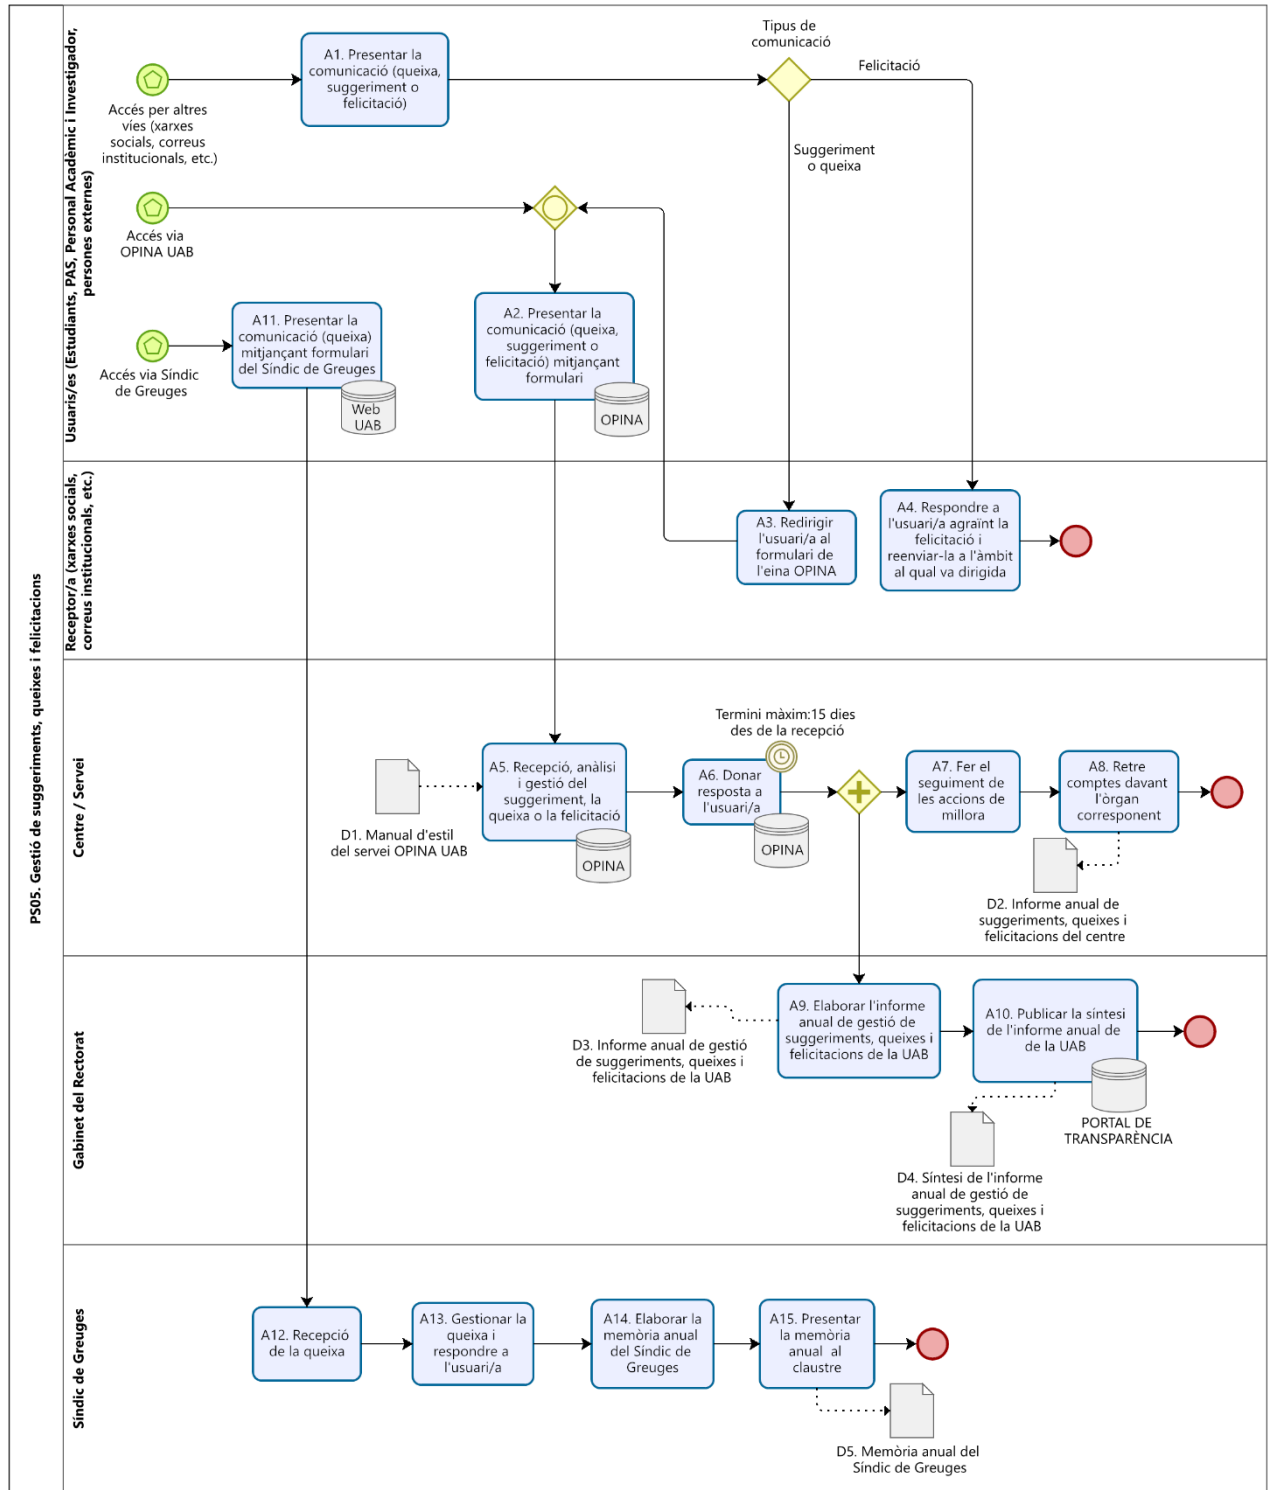 PS05. Gestió de suggeriments, queixes i felicitacions
Usuaris/es (Estudiants, PAS, Personal Acadèmic i Investigador,
persones externes)
Tipus de
comunicació
A1. Presentar la
comunicació (queixa,
suggeriment o
felicitació)
Felicitació
Accés per altres
víes (xarxes
socials, correus
institucionals, etc.)
Suggeriment
o queixa
Accés via
OPINA UAB
A11. Presentar la
comunicació (queixa)
mitjançant formulari
del Síndic de Greuges
Web
UAB
A2. Presentar la
comunicació (queixa,
suggeriment o
felicitació) mitjançant
formulari
OPINA
Accés via Síndic
de Greuges
Receptor/a (xarxes socials,
correus institucionals, etc.)
A3. Redirigir
l'usuari/a al
formulari de
l'eina OPINA
A4. Respondre a
l'usuari/a agraïnt la
felicitació i
reenviar-la a l'àmbit
al qual va dirigida
Centre / Servei
Termini màxim:15 dies
des de la recepció
D1. Manual d'estil
del servei OPINA UAB
A5. Recepció, anàlisi
i gestió del
suggeriment, la
queixa o la felicitació
OPINA
A6. Donar
resposta a
l'usuari/a
OPINA
A7. Fer el
seguiment de
les accions de
millora
A8. Retre
comptes davant
l'òrgan
corresponent
D2. Informe anual de
suggeriments, queixes i
felicitacions del centre
Gabinet del Rectorat
D3. Informe anual de gestió
de suggeriments, queixes i
felicitacions de la UAB
A9. Elaborar l'informe
anual de gestió de
suggeriments, queixes i
felicitacions de la UAB
A10. Publicar la síntesi
de l'informe anual de
de la UAB
PORTAL DE
TRANSPARÈNCIA
D4. Síntesi de l'informe
anual de gestió de
suggeriments, queixes i
felicitacions de la UAB
Síndic de Greuges
A12. Recepció
de la queixa
A13. Gestionar la
queixa i
respondre a
l'usuari/a
A14. Elaborar la
memòria anual
del Síndic de
Greuges
A15. Presentar
la memòria
anual al
claustre
D5. Memòria anual del
Síndic de Greuges